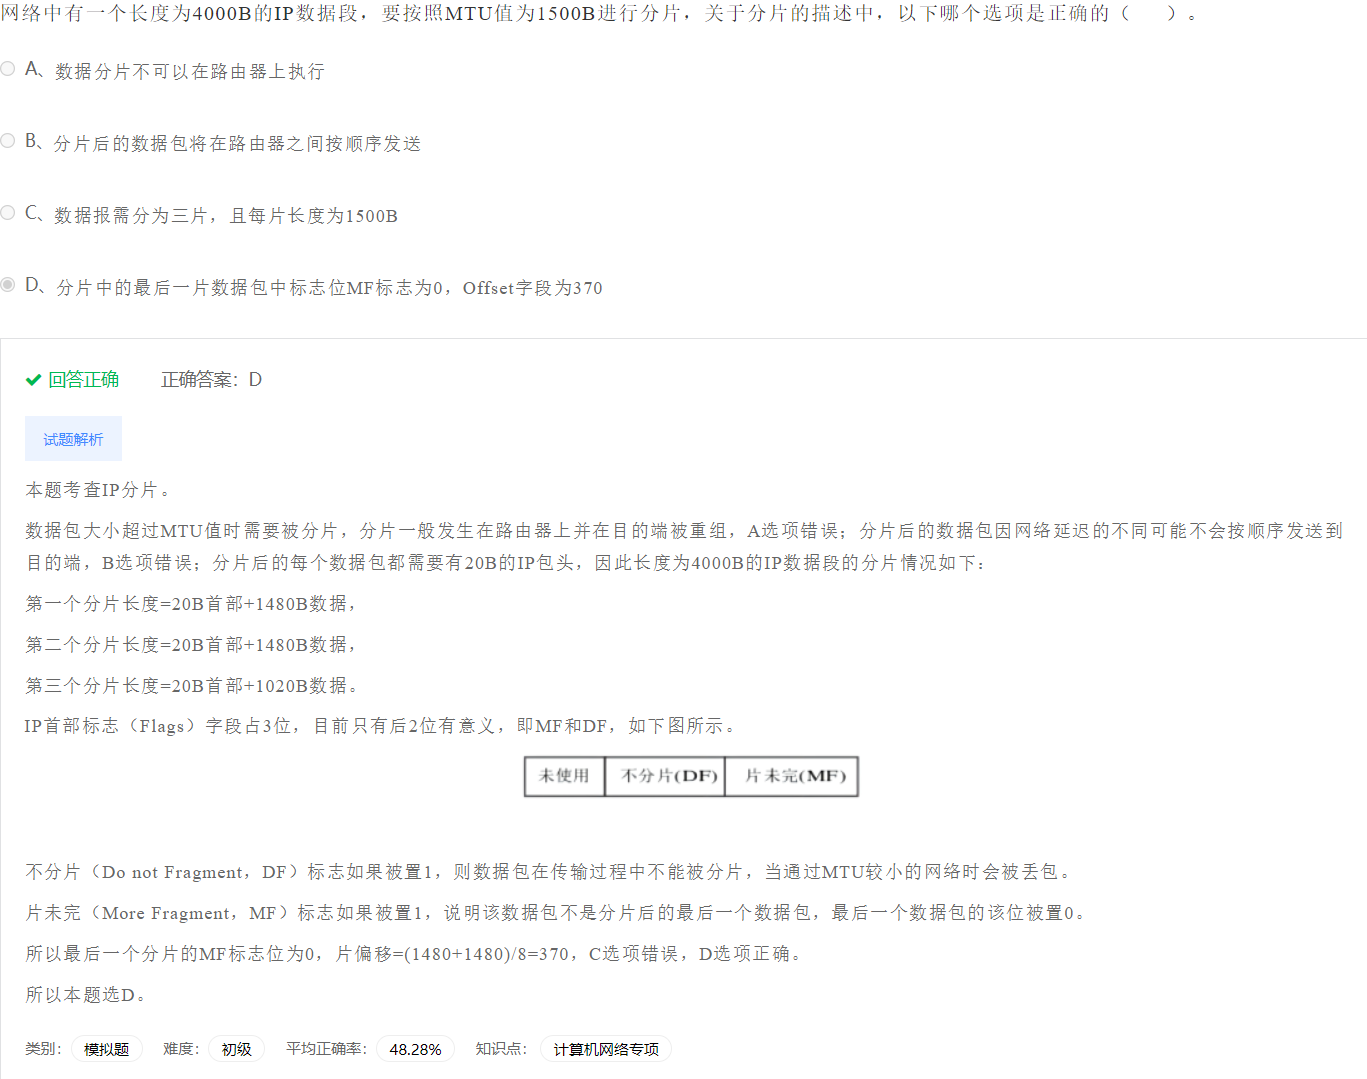 网络中有一个长度为4000B的IP数据段，要按照MTU值为1500B进行分片，关于分片的描述中，以下哪个选项是正确的（　　）。
A、数据分片不可以在路由器上执行
B、分片后的数据包将在路由器之间按顺序发送
C、数据报需分为三片，且每片长度为1500B
D、分片中的最后一片数据包中标志位MF标志为0，Offset字段为370
回答正确　　正确答案：D
试题解析
本题考查IP分片。
数据包大小超过MTU值时需要被分片，分片一般发生在路由器上并在目的端被重组，A选项错误；分片后的数据包因网络延迟的不同可能不会按顺序发送到
目的端，B选项错误；分片后的每个数据包都需要有20B的IP包头，因此长度为4000B的IP数据段的分片情况如下：
第一个分片长度=20B首部+1480B数据，
第二个分片长度=20B首部+1480B数据，
第三个分片长度=20B首部+1020B数据。
IP首部标志（Flags）字段占3位，目前只有后2位有意义，即MF和DF，如下图所示。
未使用　不分片(DF)　片未完(MF)
不分片（Do not Fragment，DF）标志如果被置1，则数据包在传输过程中不能被分片，当通过MTU较小的网络时会被丢包。
片未完（More Fragment，MF）标志如果被置1，说明该数据包不是分片后的最后一个数据包，最后一个数据包的该位被置0。
所以最后一个分片的MF标志位为0，片偏移=(1480+1480)/8=370，C选项错误，D选项正确。
所以本题选D。
类别：模拟题　难度：初级　平均正确率：48.28%　知识点：计算机网络专项